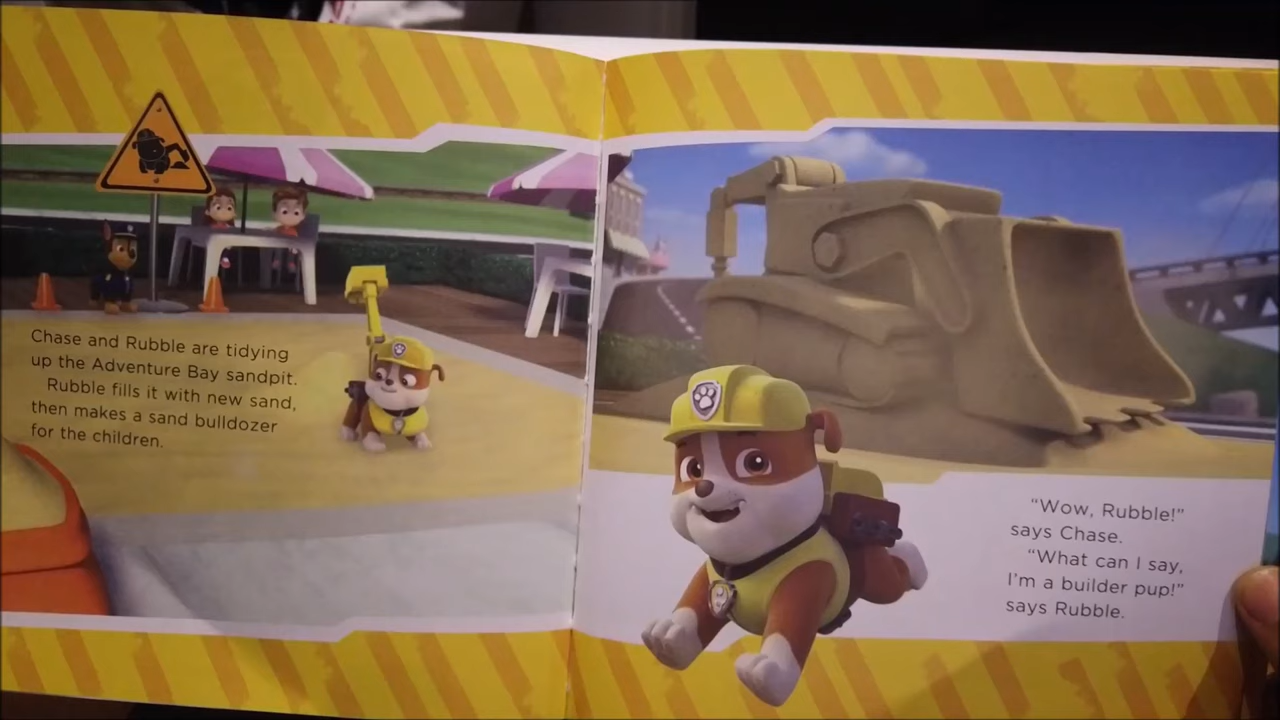 Chase and Rubble are tidying
up the Adventure Bay sandpit.
Rubble fills it with new sand,
then makes a sand bulldozer
for the children.
"Wow, Rubble!"
says Chase.
"What can I say,
I'm a builder pup!"
says Rubble.